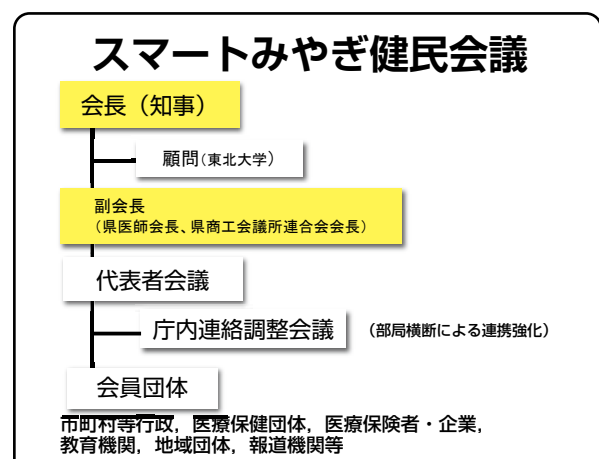 スマートみやぎ健民会議
会長（知事）
顧問（東北大学）
副会長
（県医師会長、県商工会議所連合会会長）
代表者会議
庁内連絡調整会議 （部局横断による連携強化）
会員団体
市町村等行政，医療保健団体，医療保険者・企業，
教育機関，地域団体，報道機関等